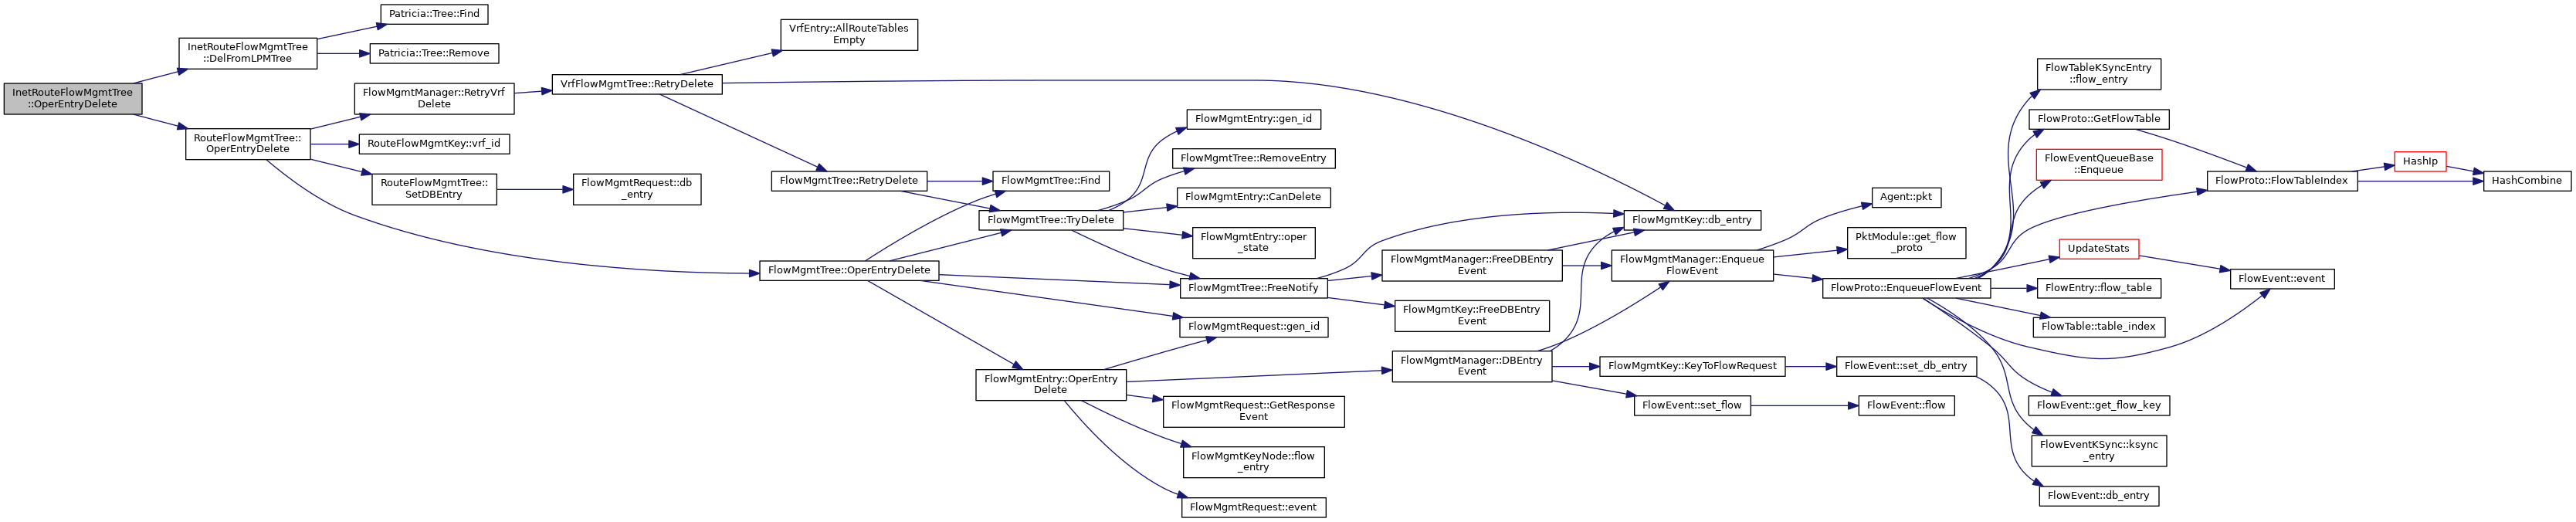 InetRouteFlowMgmtTree
::OperEntryDelete
InetRouteFlowMgmtTree
::DelFromLPMTree
Patricia::Tree::Find
Patricia::Tree::Remove
RouteFlowMgmtTree::
OperEntryDelete
FlowMgmtManager::RetryVrf
Delete
RouteFlowMgmtKey::vrf_id
RouteFlowMgmtTree::
SetDBEntry
FlowMgmtRequest::db
_entry
VrfFlowMgmtTree::RetryDelete
VrfEntry::AllRouteTables
Empty
FlowMgmtTree::RetryDelete
FlowMgmtTree::OperEntryDelete
FlowMgmtTree::Find
FlowMgmtTree::TryDelete
FlowMgmtEntry::OperEntry
Delete
FlowMgmtEntry::gen_id
FlowMgmtTree::RemoveEntry
FlowMgmtEntry::CanDelete
FlowMgmtEntry::oper
_state
FlowMgmtTree::FreeNotify
FlowMgmtRequest::gen_id
FlowMgmtRequest::GetResponse
Event
FlowMgmtKeyNode::flow
_entry
FlowMgmtRequest::event
FlowMgmtManager::FreeDBEntry
Event
FlowMgmtKey::FreeDBEntry
Event
FlowMgmtManager::DBEntry
Event
FlowMgmtKey::db_entry
FlowMgmtManager::Enqueue
FlowEvent
FlowMgmtKey::KeyToFlowRequest
FlowEvent::set_flow
Agent::pkt
PktModule::get_flow
_proto
FlowProto::EnqueueFlowEvent
FlowEvent::set_db_entry
FlowEvent::flow
FlowTableKSyncEntry
::flow_entry
FlowProto::GetFlowTable
FlowEventQueueBase
::Enqueue
UpdateStats
FlowEntry::flow_table
FlowTable::table_index
FlowEvent::get_flow_key
FlowEventKSync::ksync
_entry
FlowEvent::db_entry
FlowProto::FlowTableIndex
FlowEvent::event
HashIp
HashCombine